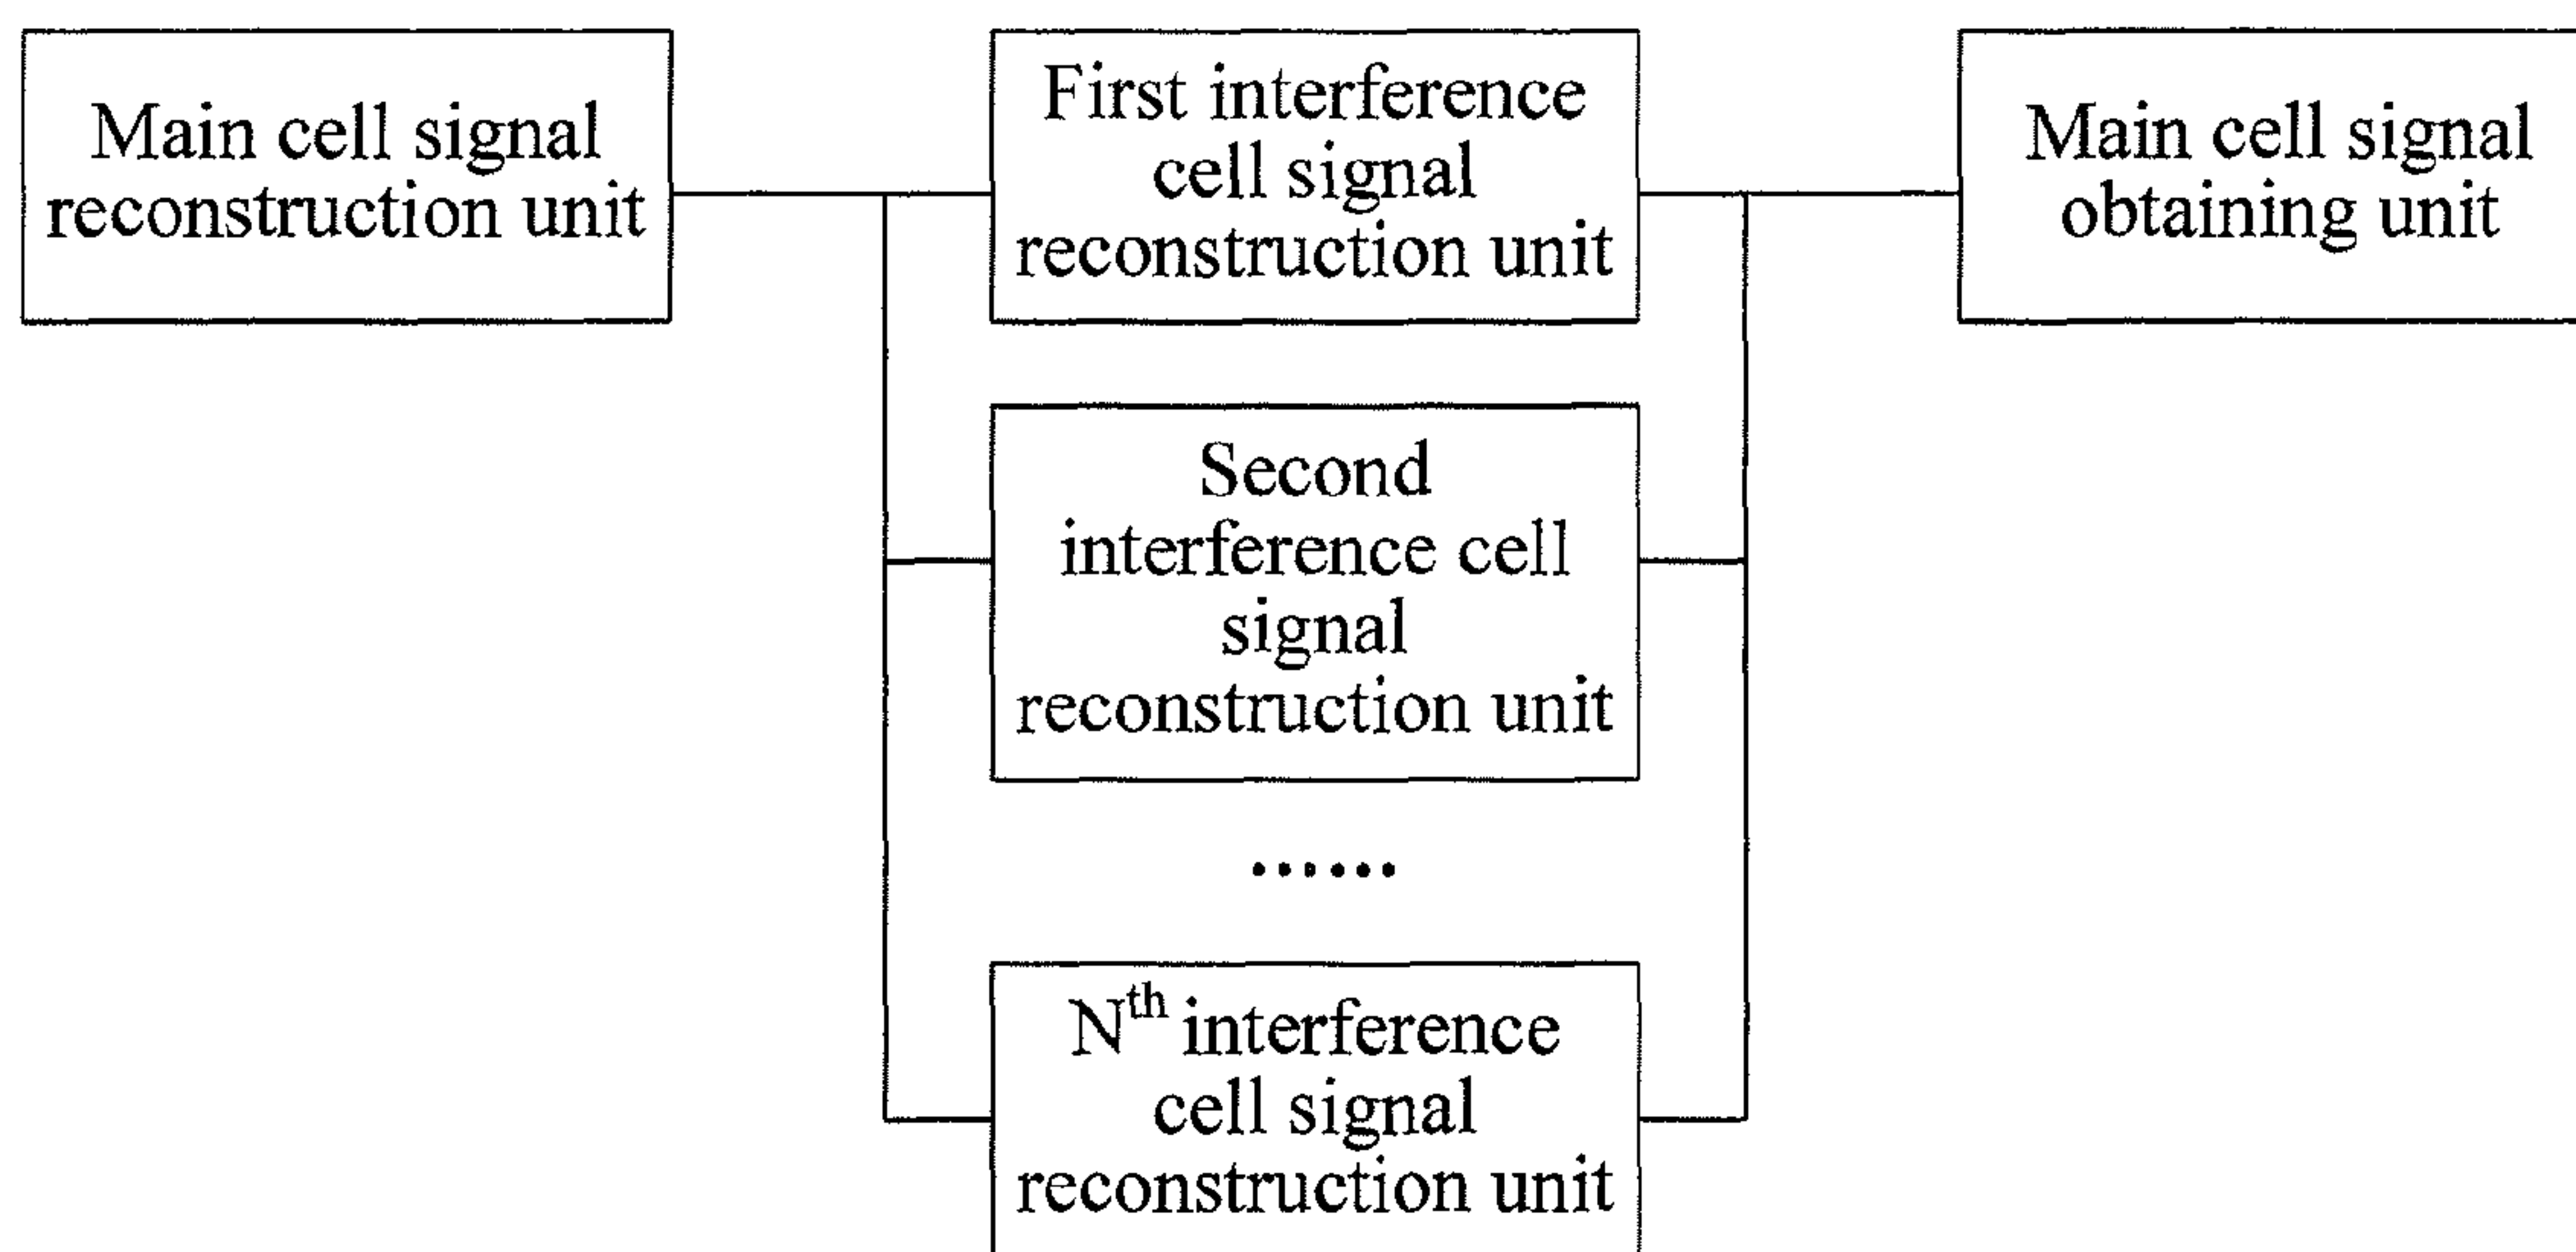 Main cell signal
reconstruction unit
First interference
cell signal
reconstruction unit
Main cell signal
obtaining unit
Second
interference cell
signal
reconstruction unit
······
Nth interference
cell signal
reconstruction unit